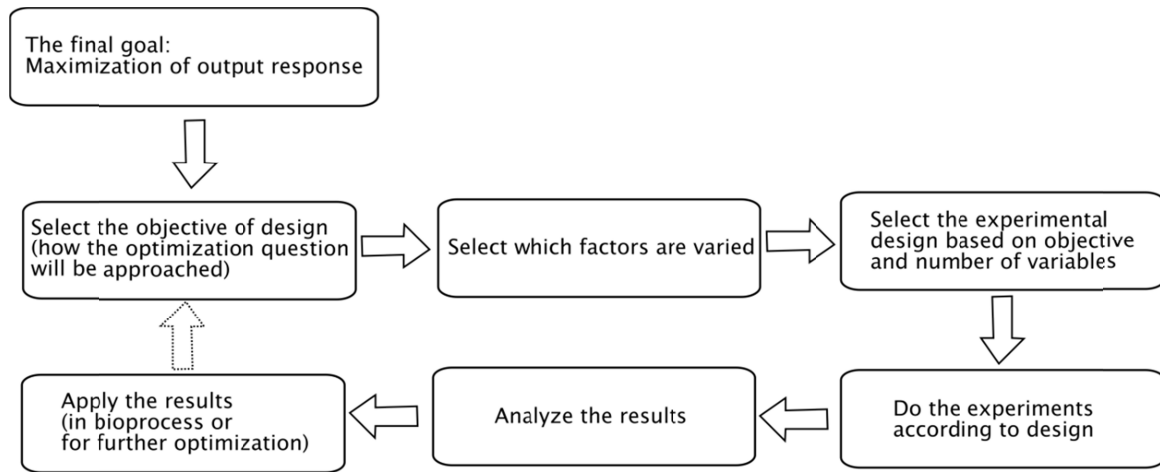 The final goal:
Maximization of output response
Select the objective of design
(how the optimization question
will be approached)
Select which factors are varied
Select the experimental
design based on objective
and number of variables
Do the experiments
according to design
Analyze the results
Apply the results
(in bioprocess or
for further optimization)